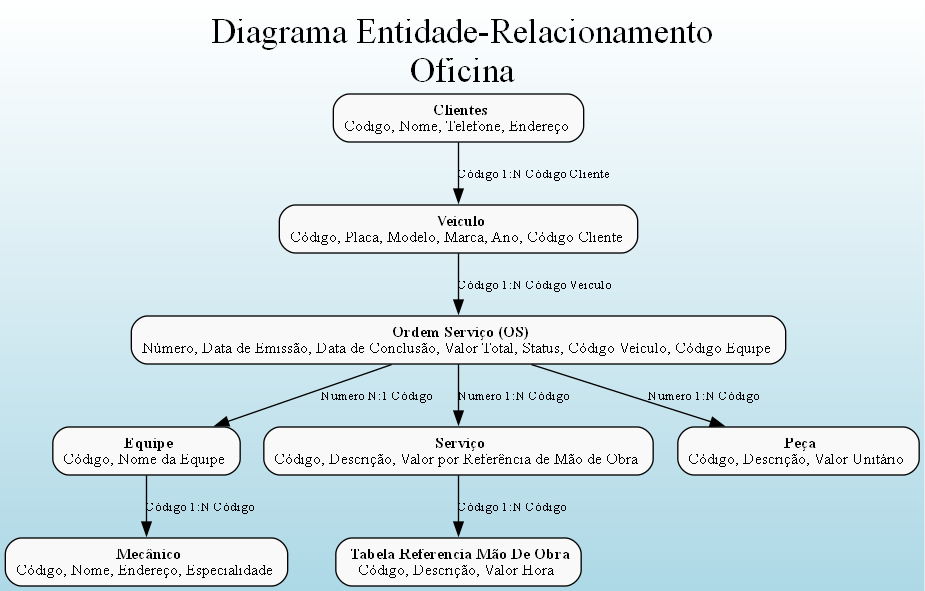 Diagrama Entidade-Relacionamento
Oficina
Clientes
Codigo, Nome, Telefone, Endereço
Código 1:N Código Cliente
Veiculo
Código, Placa, Modelo, Marca, Ano, Código Cliente
Código 1:N Código Veiculo
Ordem Serviço (OS)
Número, Data de Emissão, Data de Conclusão, Valor Total, Status, Código Veículo, Código Equipe
Numero N:1 Código
Numero 1:N Código
Numero 1:N Código
Equipe
Código, Nome da Equipe
Serviço
Código, Descrição, Valor por Referência de Mão de Obra
Peça
Código, Descrição, Valor Unitário
Código 1:N Código
Código 1:N Código
Mecânico
Código, Nome, Endereço, Especialidade
Tabela Referencia Mão De Obra
Código, Descrição, Valor Hora